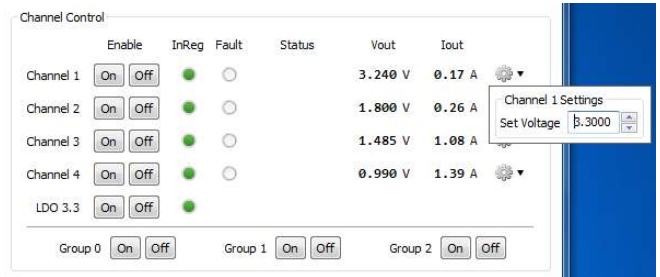 Channel Control
Enable InReg Fault Status Vout Iout
Channel 1 On Off 3.240 V 0.17 A
Channel 2 On Off 1.800 V 0.26 A
Channel 1 Settings
Set Voltage 3.3000
Channel 3 On Off 1.485 V 1.08 A
Channel 4 On Off 0.990 V 1.39 A
LDO 3.3 On Off
Group 0 On Off Group 1 On Off Group 2 On Off